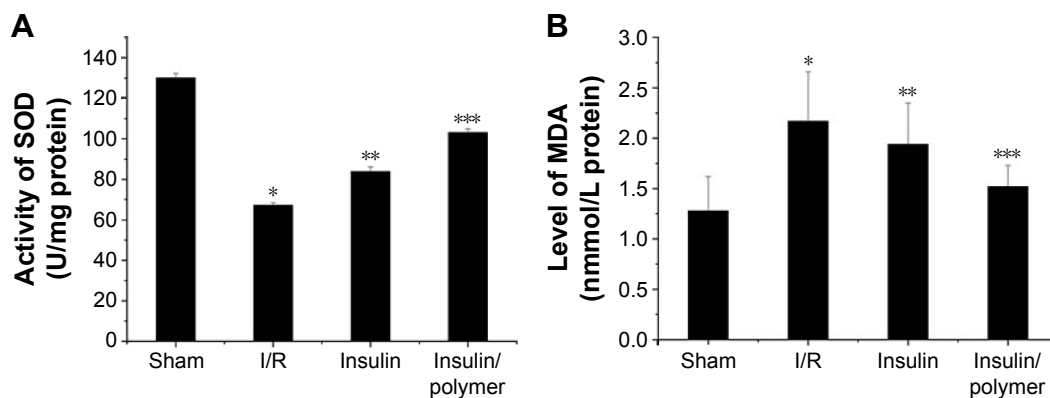 A
Activity of SOD
(U/mg protein)
140
120
100
80
60
40
20
0
*
**
***
Sham
I/R
Insulin
Insulin/
polymer
B
Level of MDA
(nmmol/L protein)
3.0
2.5
2.0
1.5
1.0
0.5
0.0
*
**
***
Sham
I/R
Insulin
Insulin/
polymer